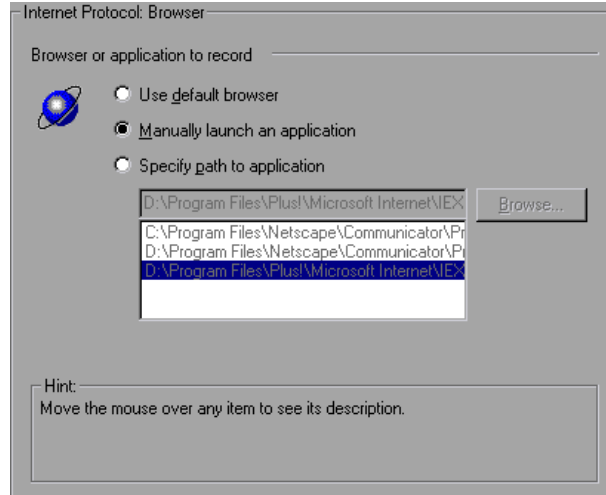 Internet Protocol: Browser
Browser or application to record
Use default browser
Manually launch an application
Specify path to application
D:\Program Files\Plus!\Microsoft Internet\IEX
Browse...
C:\Program Files\Netscape\Communicator\Pr
D:\Program Files\Netscape\Communicator\Pr
D:\Program Files\Plus!\Microsoft Internet\IEX
Hint:
Move the mouse over any item to see its description.